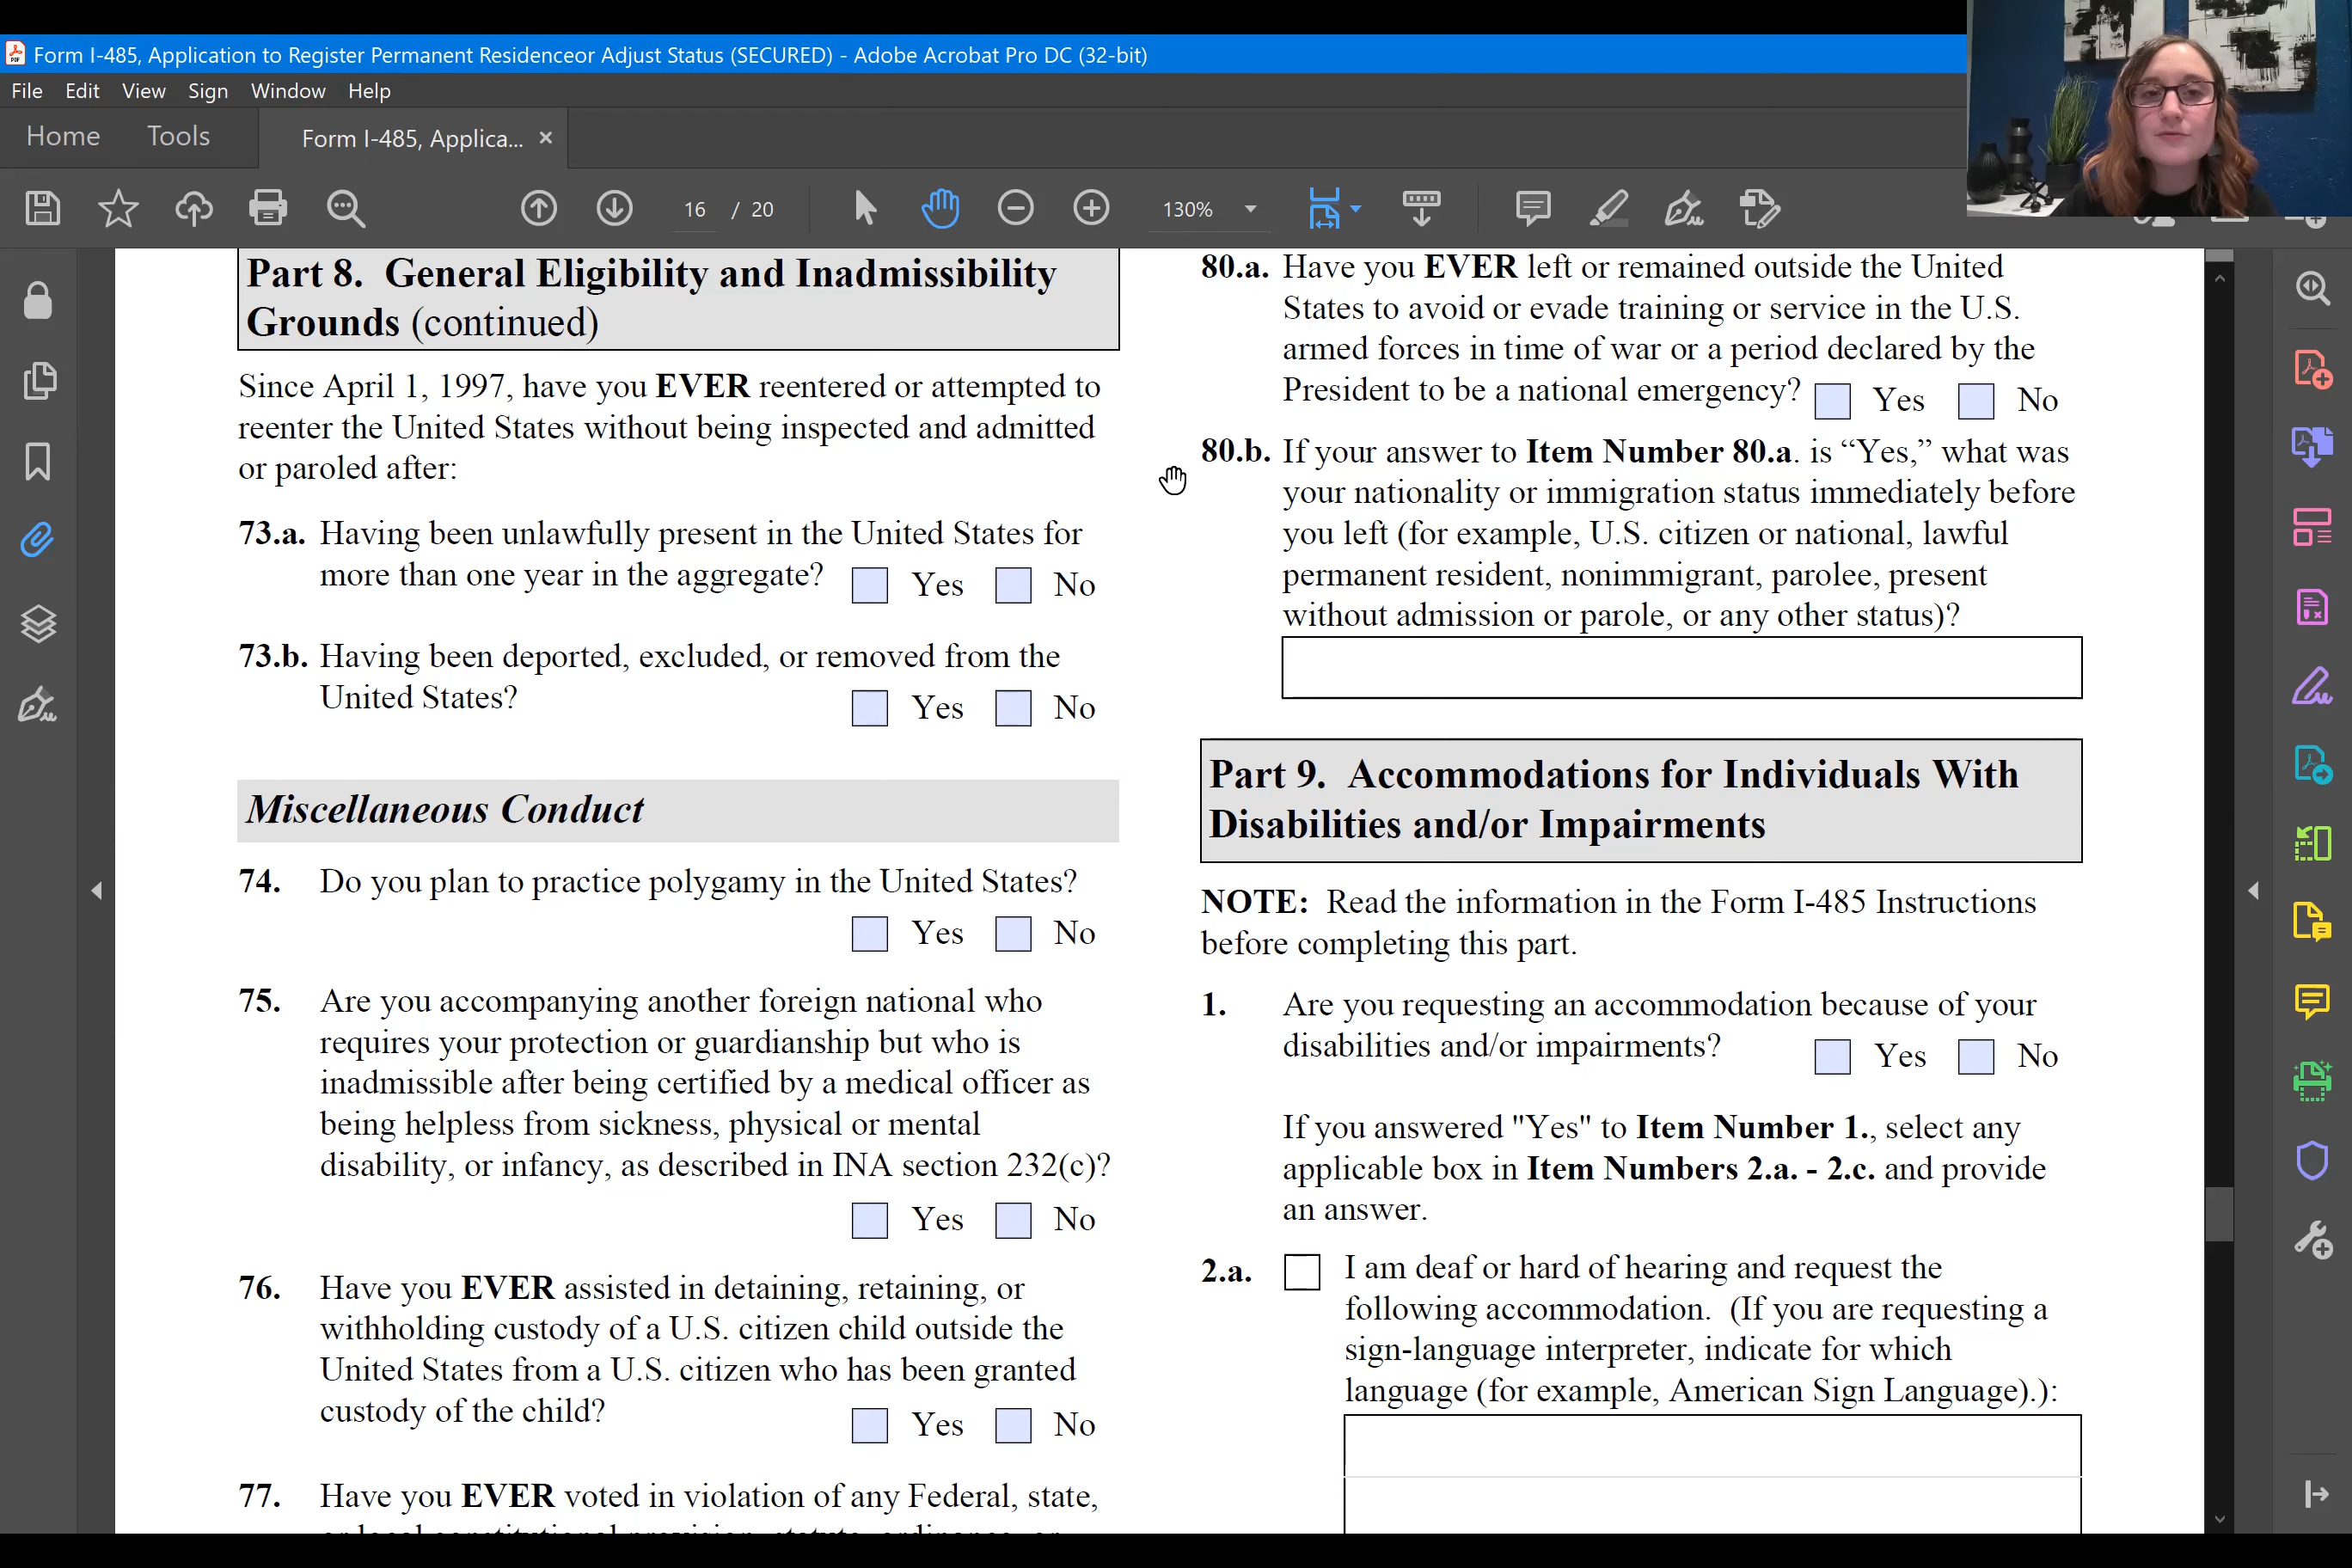 Form I-485, Application to Register Permanent Residenceor Adjust Status (SECURED) - Adobe Acrobat Pro DC (32-bit)
File Edit View Sign Window Help
Home Tools Form I-485, Applica... ×
16 / 20 130%
Part 8. General Eligibility and Inadmissibility
Grounds (continued)
Since April 1, 1997, have you EVER reentered or attempted to
reenter the United States without being inspected and admitted
or paroled after:
73.a. Having been unlawfully present in the United States for
more than one year in the aggregate? Yes No
73.b. Having been deported, excluded, or removed from the
United States? Yes No
Miscellaneous Conduct
74. Do you plan to practice polygamy in the United States?
Yes No
75. Are you accompanying another foreign national who
requires your protection or guardianship but who is
inadmissible after being certified by a medical officer as
being helpless from sickness, physical or mental
disability, or infancy, as described in INA section 232(c)?
Yes No
76. Have you EVER assisted in detaining, retaining, or
withholding custody of a U.S. citizen child outside the
United States from a U.S. citizen who has been granted
custody of the child? Yes No
77. Have you EVER voted in violation of any Federal, state,
80.a. Have you EVER left or remained outside the United
States to avoid or evade training or service in the U.S.
armed forces in time of war or a period declared by the
President to be a national emergency? Yes No
80.b. If your answer to Item Number 80.a. is “Yes,” what was
your nationality or immigration status immediately before
you left (for example, U.S. citizen or national, lawful
permanent resident, nonimmigrant, parolee, present
without admission or parole, or any other status)?
Part 9. Accommodations for Individuals With
Disabilities and/or Impairments
NOTE: Read the information in the Form I-485 Instructions
before completing this part.
1. Are you requesting an accommodation because of your
disabilities and/or impairments? Yes No
If you answered "Yes" to Item Number 1., select any
applicable box in Item Numbers 2.a. - 2.c. and provide
an answer.
2.a. I am deaf or hard of hearing and request the
following accommodation. (If you are requesting a
sign-language interpreter, indicate for which
language (for example, American Sign Language).):